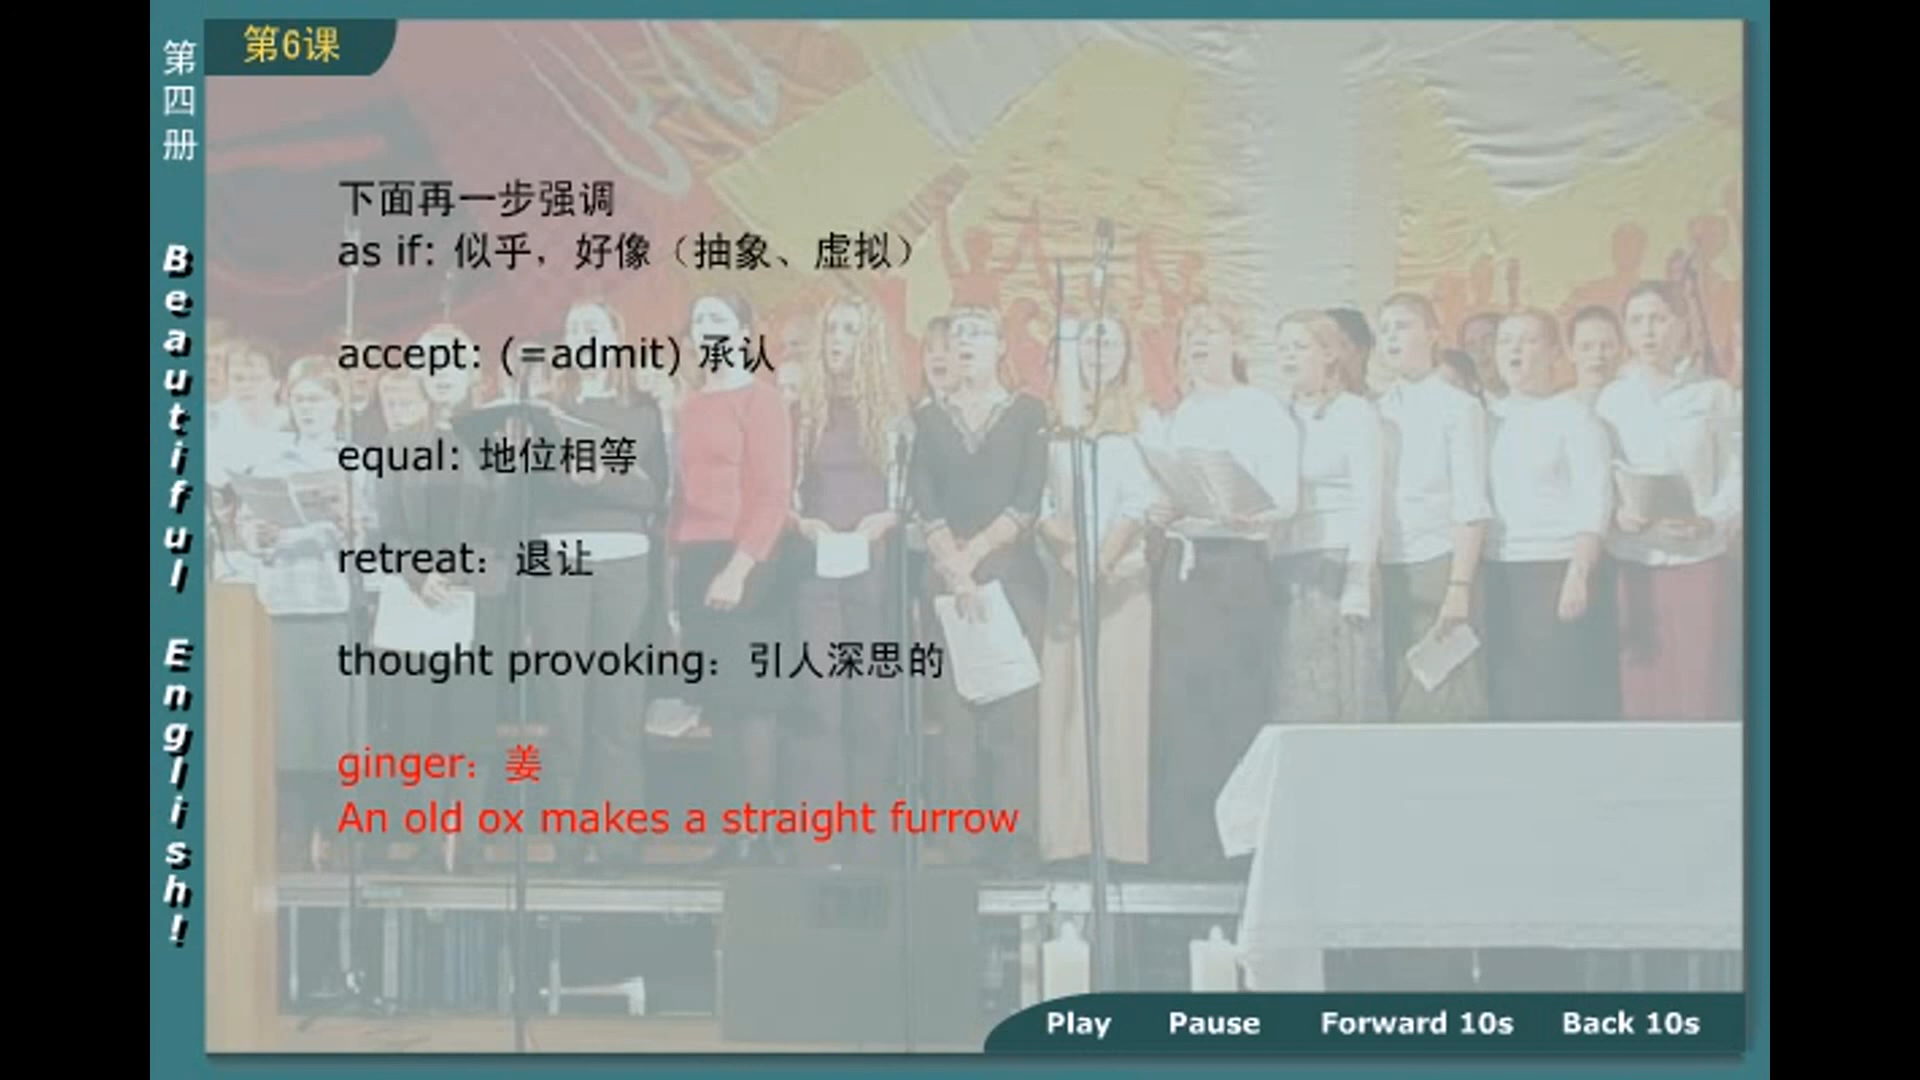 第四册
Beautiful English!
第6课
下面再一步强调
as if: 似乎，好像（抽象、虚拟）
accept: (=admit) 承认
equal: 地位相等
retreat：退让
thought provoking：引人深思的
ginger：姜
An old ox makes a straight furrow
Play Pause Forward 10s Back 10s